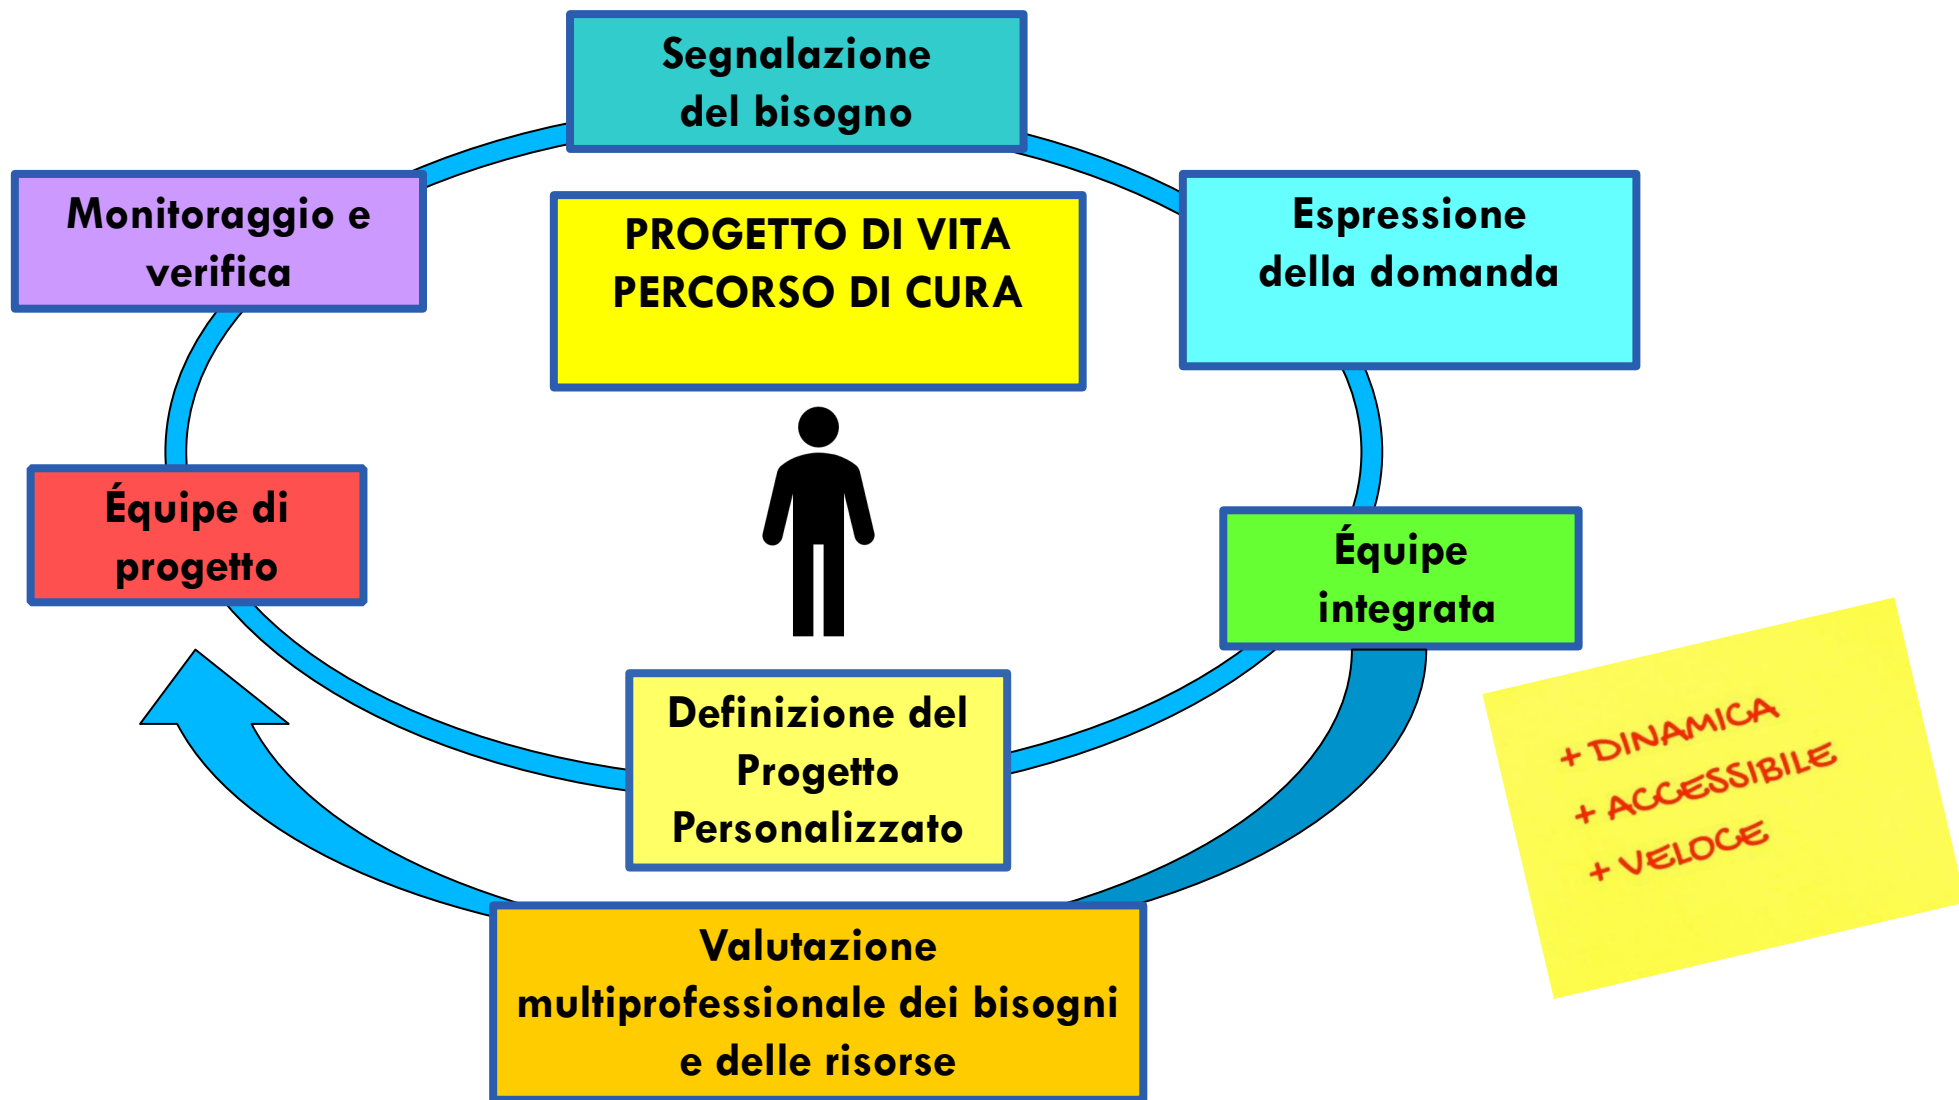 Segnalazione
del bisogno
Monitoraggio e
verifica
PROGETTO DI VITA
PERCORSO DI CURA
Espressione
della domanda
Équipe di
progetto
Équipe
integrata
Definizione del
Progetto
Personalizzato
+ DINAMICA
+ ACCESSIBILE
+ VELOCE
Valutazione
multiprofessionale dei bisogni
e delle risorse